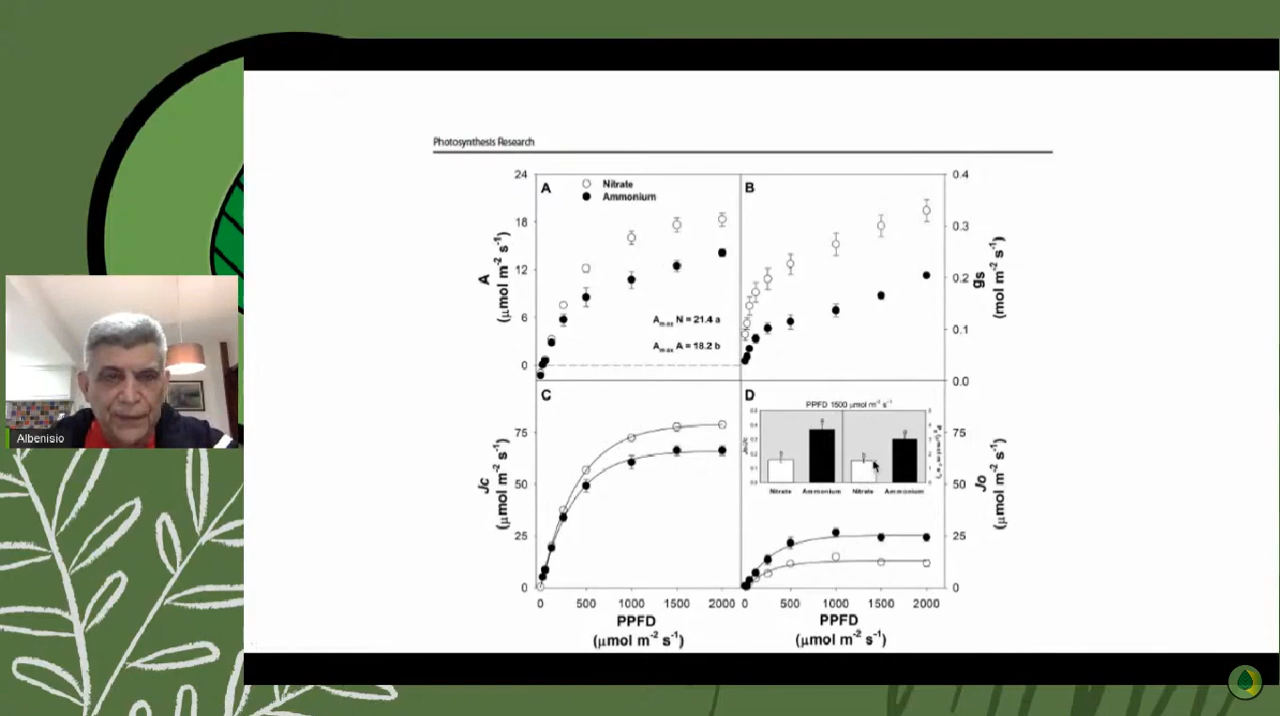 Photosynthesis Research
A
Nitrate
Ammonium
24
18
12
6
0
A
(μmol m⁻² s⁻¹)
Amax N = 21.4 a
Amax A = 18.2 b
B
0.4
0.3
0.2
0.1
0.0
gs
(mol m⁻² s⁻¹)
C
75
50
25
0
Jc
(μmol m⁻² s⁻¹)
0 500 1000 1500 2000
PPFD
(μmol m⁻² s⁻¹)
D
PPFD 1500 μmol m⁻² s⁻¹
b
a
b
a
Nitrate Ammonium Nitrate Ammonium
75
50
25
0
Jo
(μmol m⁻² s⁻¹)
0 500 1000 1500 2000
PPFD
(μmol m⁻² s⁻¹)
Albenisio